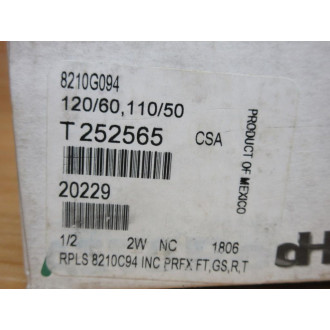 8210G094
120/60,110/50
T 252565 CSA
20229
1/2 2W NC 1806
RPLS 8210C94 INC PRFX FT,GS,R,T
PRODUCT OF MEXICO